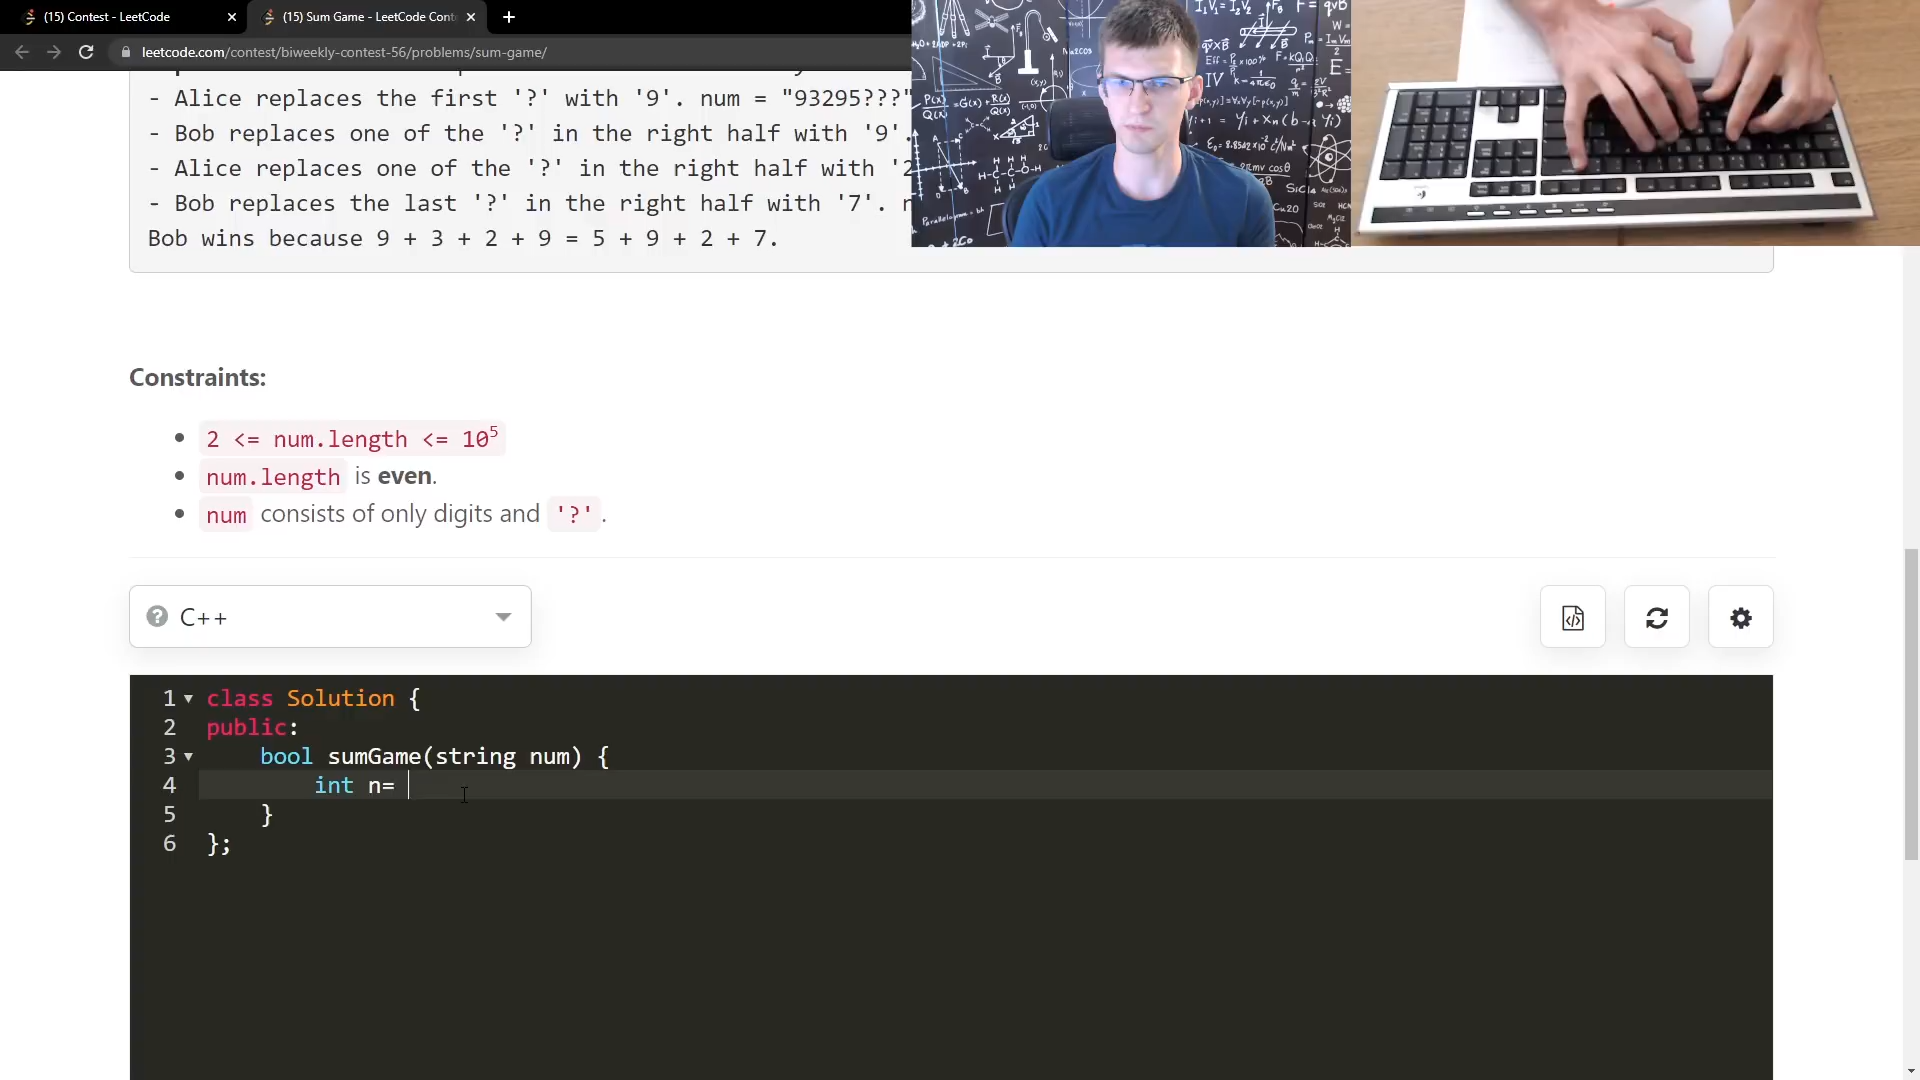 (15) Contest - LeetCode
(15) Sum Game - LeetCode Cont
leetcode.com/contest/biweekly-contest-56/problems/sum-game/
- Alice replaces the first '?' with '9'. num = "93295???"
- Bob replaces one of the '?' in the right half with '9'.
- Alice replaces one of the '?' in the right half with '2
- Bob replaces the last '?' in the right half with '7'.
Bob wins because 9 + 3 + 2 + 9 = 5 + 9 + 2 + 7.
Constraints:
2 <= num.length <= 10⁵
num.length is even.
num consists of only digits and '?'.
C++
1 class Solution {
2 public:
3 bool sumGame(string num) {
4 int n=
5 }
6 };